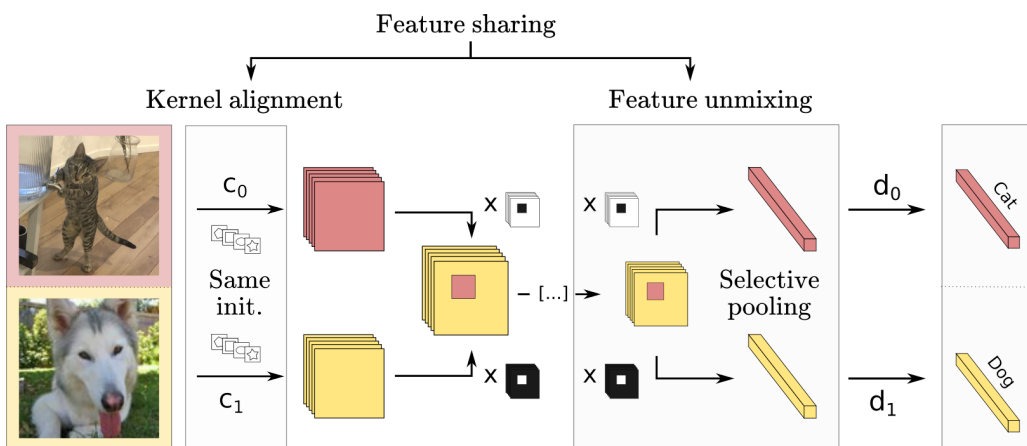 Feature sharing
Kernel alignment
Feature unmixing
c0
x
x
d0
Cat
Same
init.
[...]
Selective
pooling
c1
x
x
d1
Dog